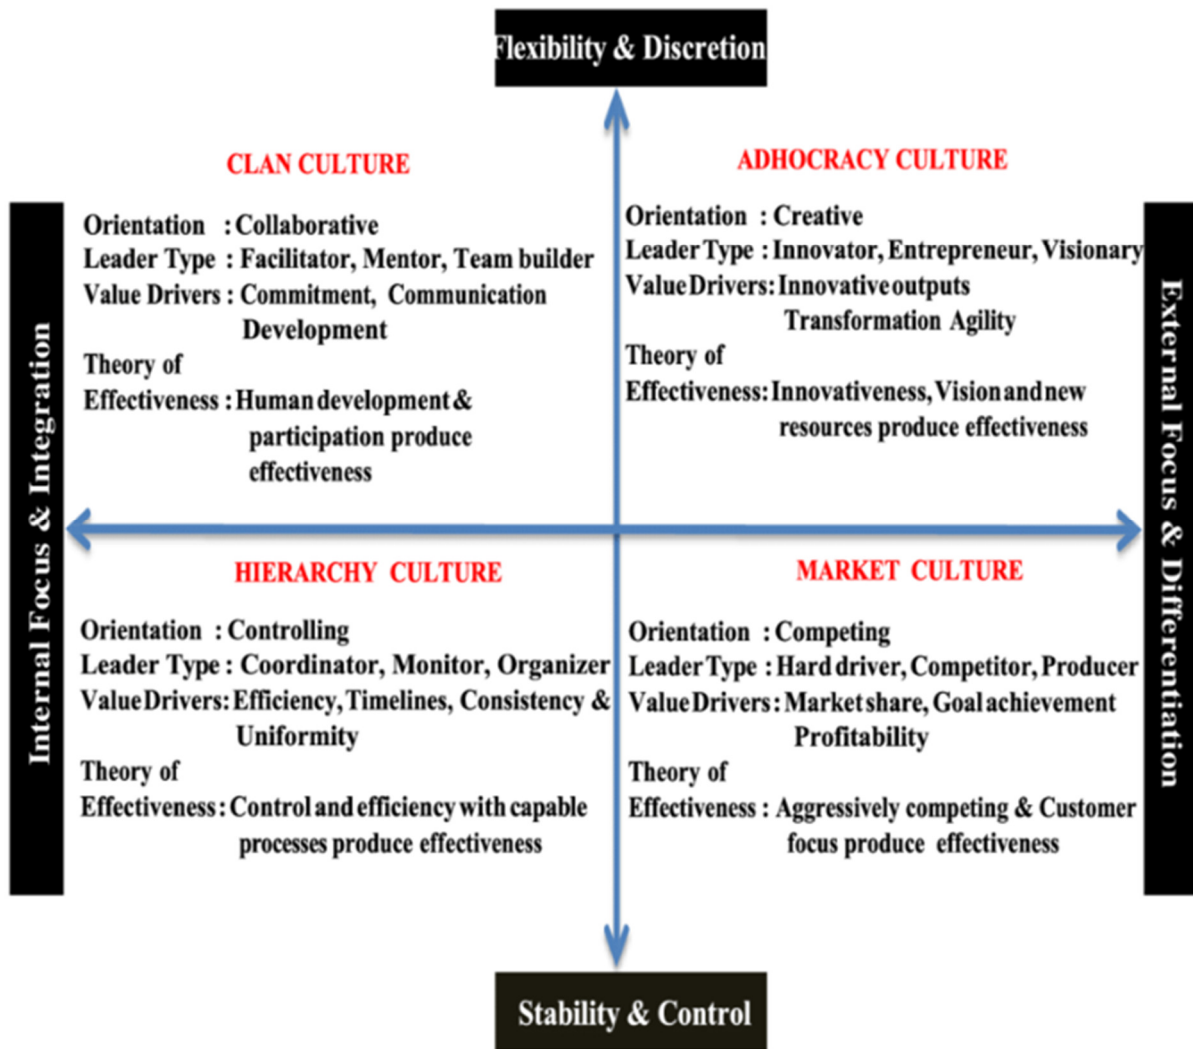 Flexibility & Discretion
CLAN CULTURE
Orientation : Collaborative
Leader Type : Facilitator, Mentor, Team builder
Value Drivers : Commitment, Communication
Development
Theory of
Effectiveness : Human development &
participation produce
effectiveness
ADHOCRACY CULTURE
Orientation : Creative
Leader Type : Innovator, Entrepreneur, Visionary
Value Drivers : Innovative outputs
Transformation Agility
Theory of
Effectiveness : Innovativeness, Vision and new
resources produce effectiveness
Internal Focus & Integration
External Focus & Differentiation
HIERARCHY CULTURE
Orientation : Controlling
Leader Type : Coordinator, Monitor, Organizer
Value Drivers : Efficiency, Timelines, Consistency &
Uniformity
Theory of
Effectiveness : Control and efficiency with capable
processes produce effectiveness
MARKET CULTURE
Orientation : Competing
Leader Type : Hard driver, Competitor, Producer
Value Drivers : Market share, Goal achievement
Profitability
Theory of
Effectiveness : Aggressively competing & Customer
focus produce effectiveness
Stability & Control